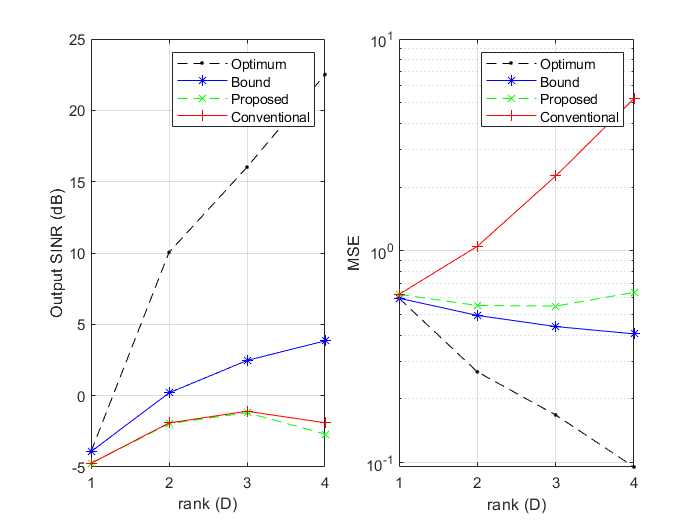 25
20
15
10
5
0
-5
Output SINR (dB)
1 2 3 4
rank (D)
Optimum
Bound
Proposed
Conventional
10^1
10^0
10^-1
MSE
1 2 3 4
rank (D)
Optimum
Bound
Proposed
Conventional